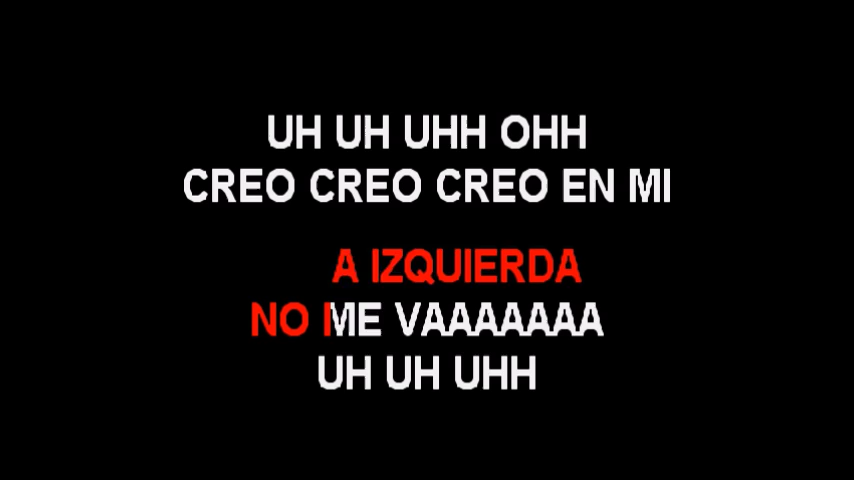 UH UH UHH OHH
CREO CREO CREO EN MI
A IZQUIERDA
NO ME VAAAAAAA
UH UH UHH